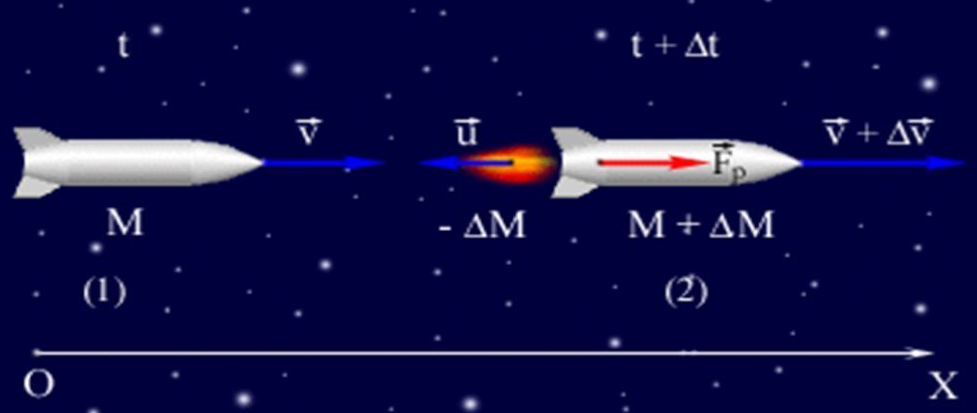 t
t + Δt
v⃗
u⃗
F⃗ₚ
v⃗ + Δv⃗
M
- ΔM
M + ΔM
(1)
(2)
O
X